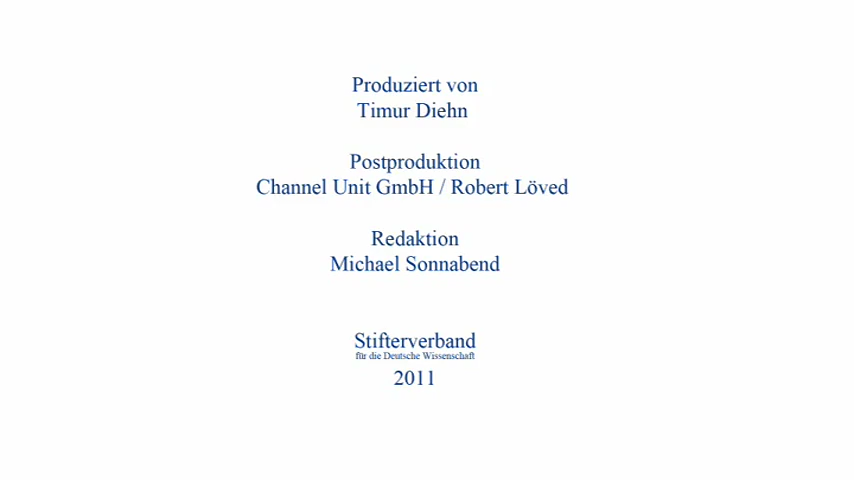 Produziert von
Timur Diehn
Postproduktion
Channel Unit GmbH / Robert Löved
Redaktion
Michael Sonnabend
Stifterverband
für die Deutsche Wissenschaft
2011